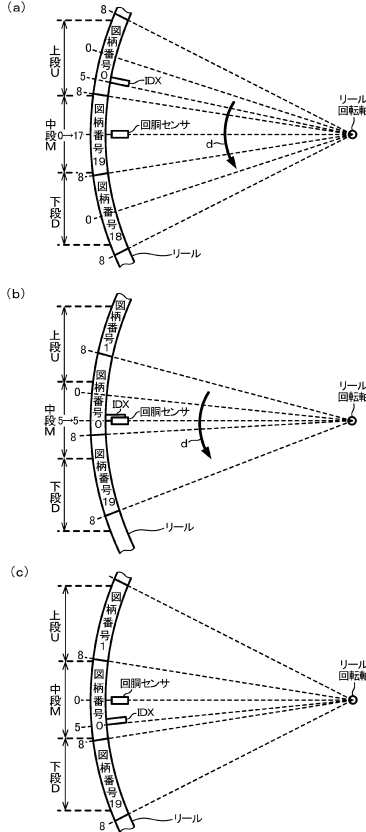 (a)
8
上段U
0
図柄番号0
IDX
5
8
リール
回転軸
中段M
0→17
図柄番号19
回胴センサ
d
8
下段D
図柄番号18
0
8
リール
(b)
図柄番号1
上段U
8
リール
回転軸
0
図柄番号0
IDX
回胴センサ
中段M
5→5
8
d
下段D
図柄番号19
8
リール
(c)
上段U
図柄番号1
8
リール
回転軸
中段M
図柄番号0
回胴センサ
0
IDX
5
8
下段D
図柄番号19
8
リール